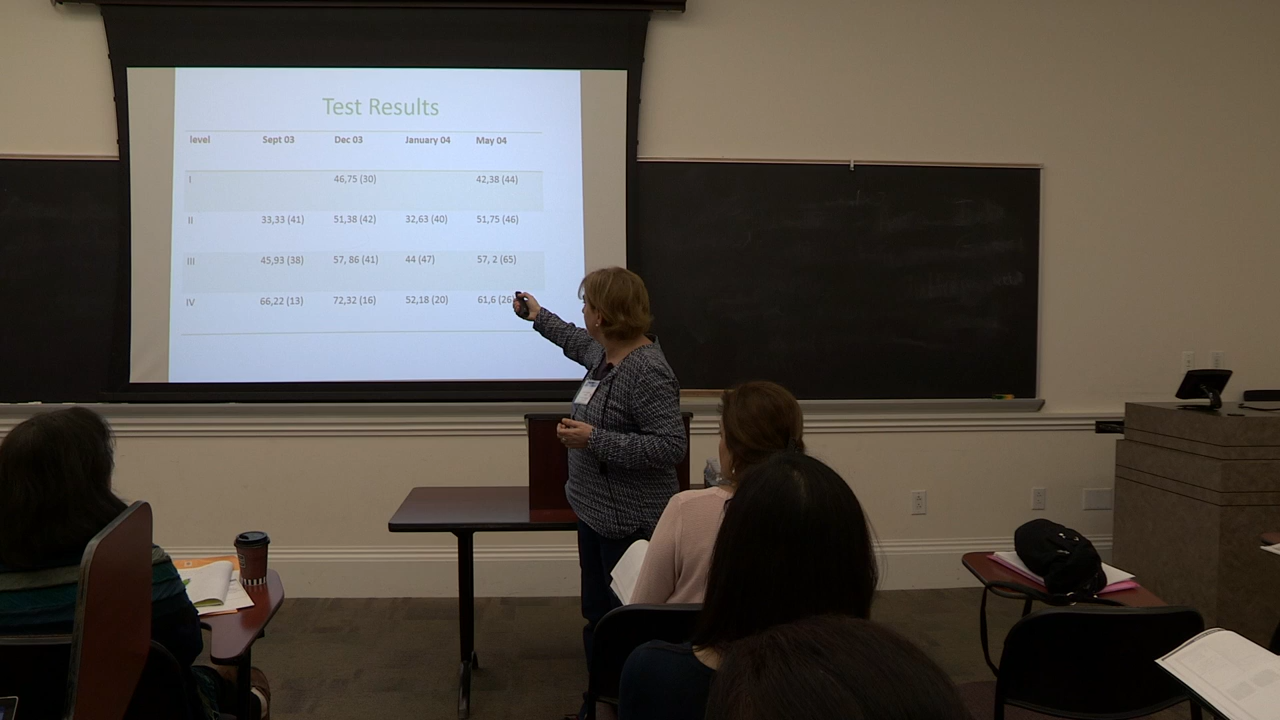 Test Results
level Sept 03 Dec 03 January 04 May 04
I 46,75 (30) 42,38 (44)
II 33,33 (41) 51,38 (42) 32,63 (40) 51,75 (46)
III 45,93 (38) 57, 86 (41) 44 (47) 57, 2 (65)
IV 66,22 (13) 72,32 (16) 52,18 (20) 61,6 (26)